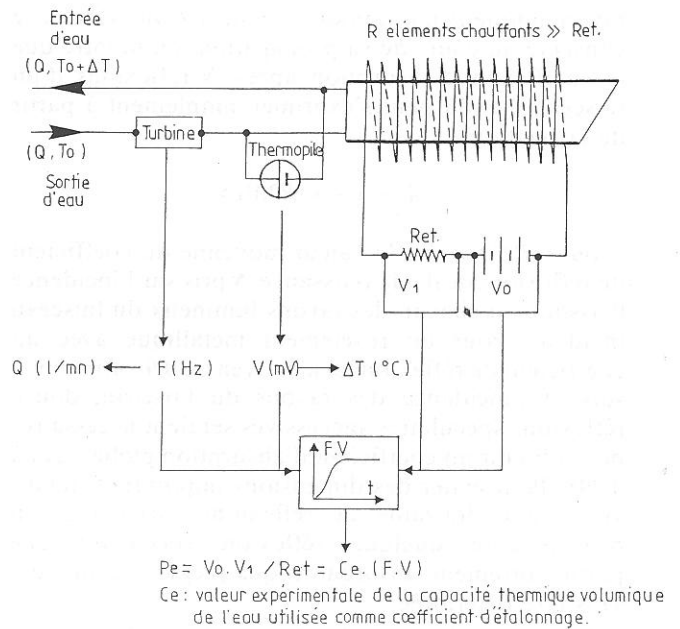 Entrée
d'eau
R éléments chauffants ≫ Ret.
(Q, To+ΔT)
Turbine
(Q, To)
Sortie
d'eau
Thermopile
Ret.
V1
Vo
Q (l/mn)
F (Hz)
V (mV)
ΔT (°C)
F.V
t
Pe = Vo.V1 / Ret = Ce. (F.V)
Ce : valeur expérimentale de la capacité thermique volumique
de l'eau utilisée comme coefficient d'étalonnage.